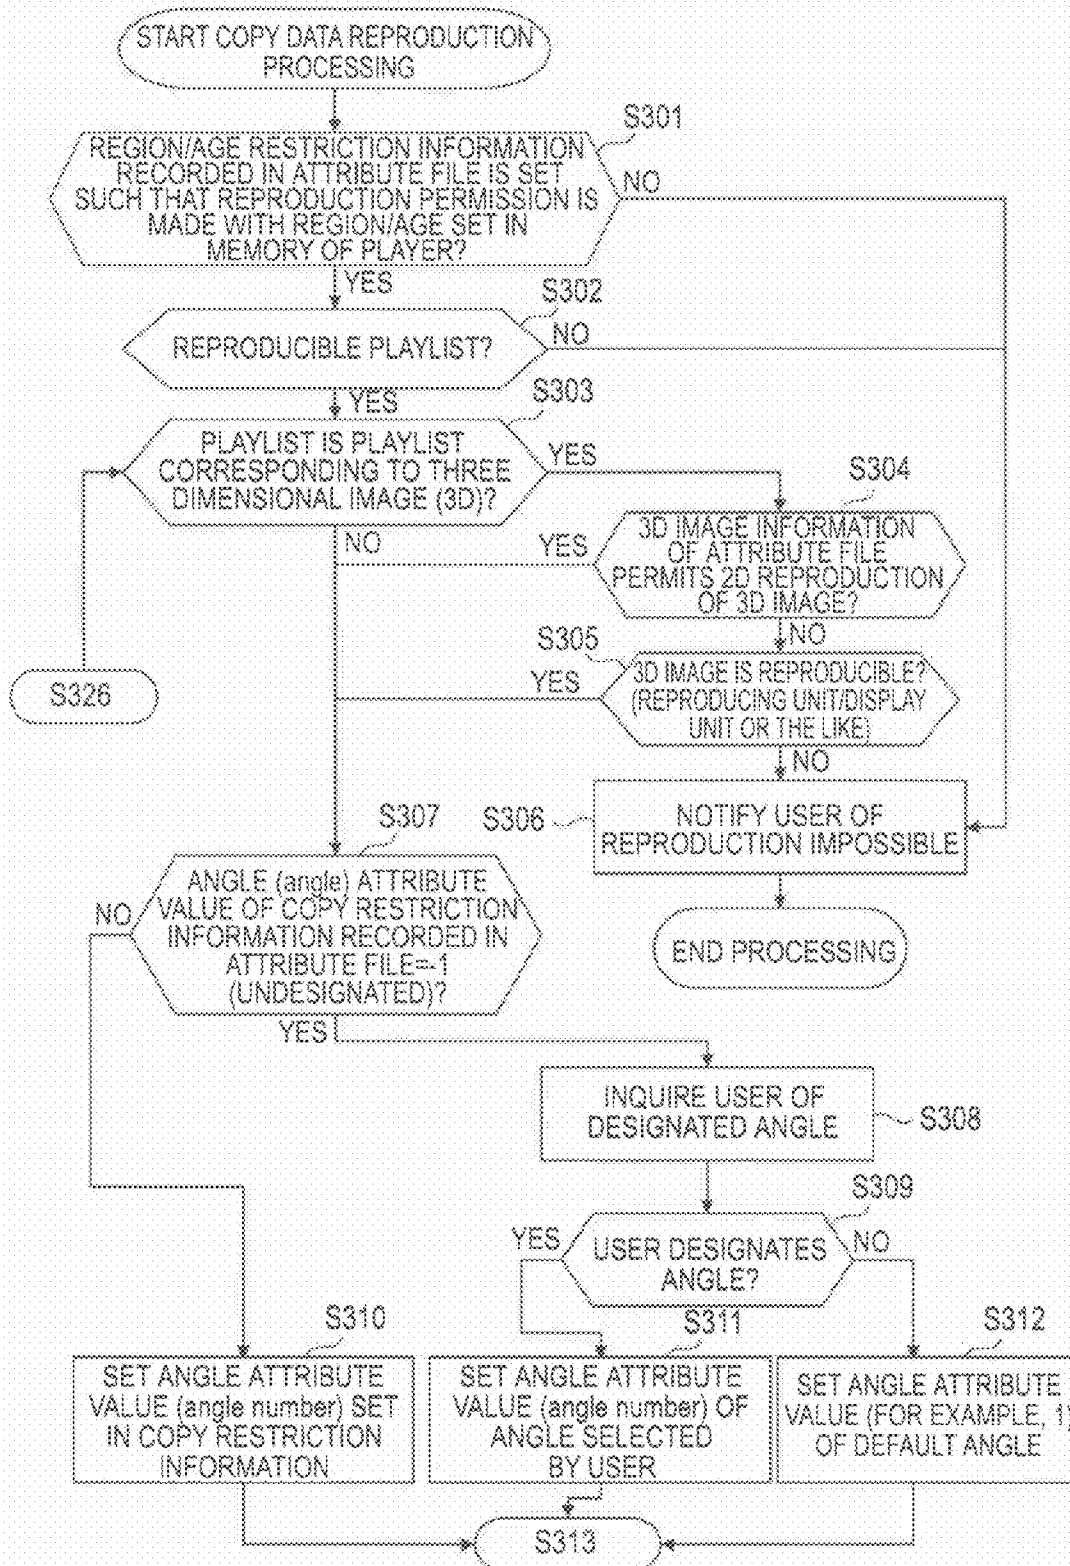 START COPY DATA REPRODUCTION
PROCESSING
S301
REGION/AGE RESTRICTION INFORMATION
RECORDED IN ATTRIBUTE FILE IS SET
SUCH THAT REPRODUCTION PERMISSION IS
MADE WITH REGION/AGE SET IN
MEMORY OF PLAYER?
NO
YES
S302
REPRODUCIBLE PLAYLIST?
NO
YES
S303
PLAYLIST IS PLAYLIST
CORRESPONDING TO THREE
DIMENSIONAL IMAGE (3D)?
YES
NO
S304
3D IMAGE INFORMATION
OF ATTRIBUTE FILE
PERMITS 2D REPRODUCTION
OF 3D IMAGE?
YES
NO
S305
3D IMAGE IS REPRODUCIBLE?
(REPRODUCING UNIT/DISPLAY
UNIT OR THE LIKE)
YES
NO
S326
S306
NOTIFY USER OF
REPRODUCTION IMPOSSIBLE
END PROCESSING
S307
ANGLE (angle) ATTRIBUTE
VALUE OF COPY RESTRICTION
INFORMATION RECORDED IN
ATTRIBUTE FILE=-1
(UNDESIGNATED)?
NO
YES
INQUIRE USER OF
DESIGNATED ANGLE
S308
S309
USER DESIGNATES
ANGLE?
YES
NO
S310
SET ANGLE ATTRIBUTE
VALUE (angle number) SET
IN COPY RESTRICTION
INFORMATION
S311
SET ANGLE ATTRIBUTE
VALUE (angle number) OF
ANGLE SELECTED
BY USER
S312
SET ANGLE ATTRIBUTE
VALUE (FOR EXAMPLE, 1)
OF DEFAULT ANGLE
S313